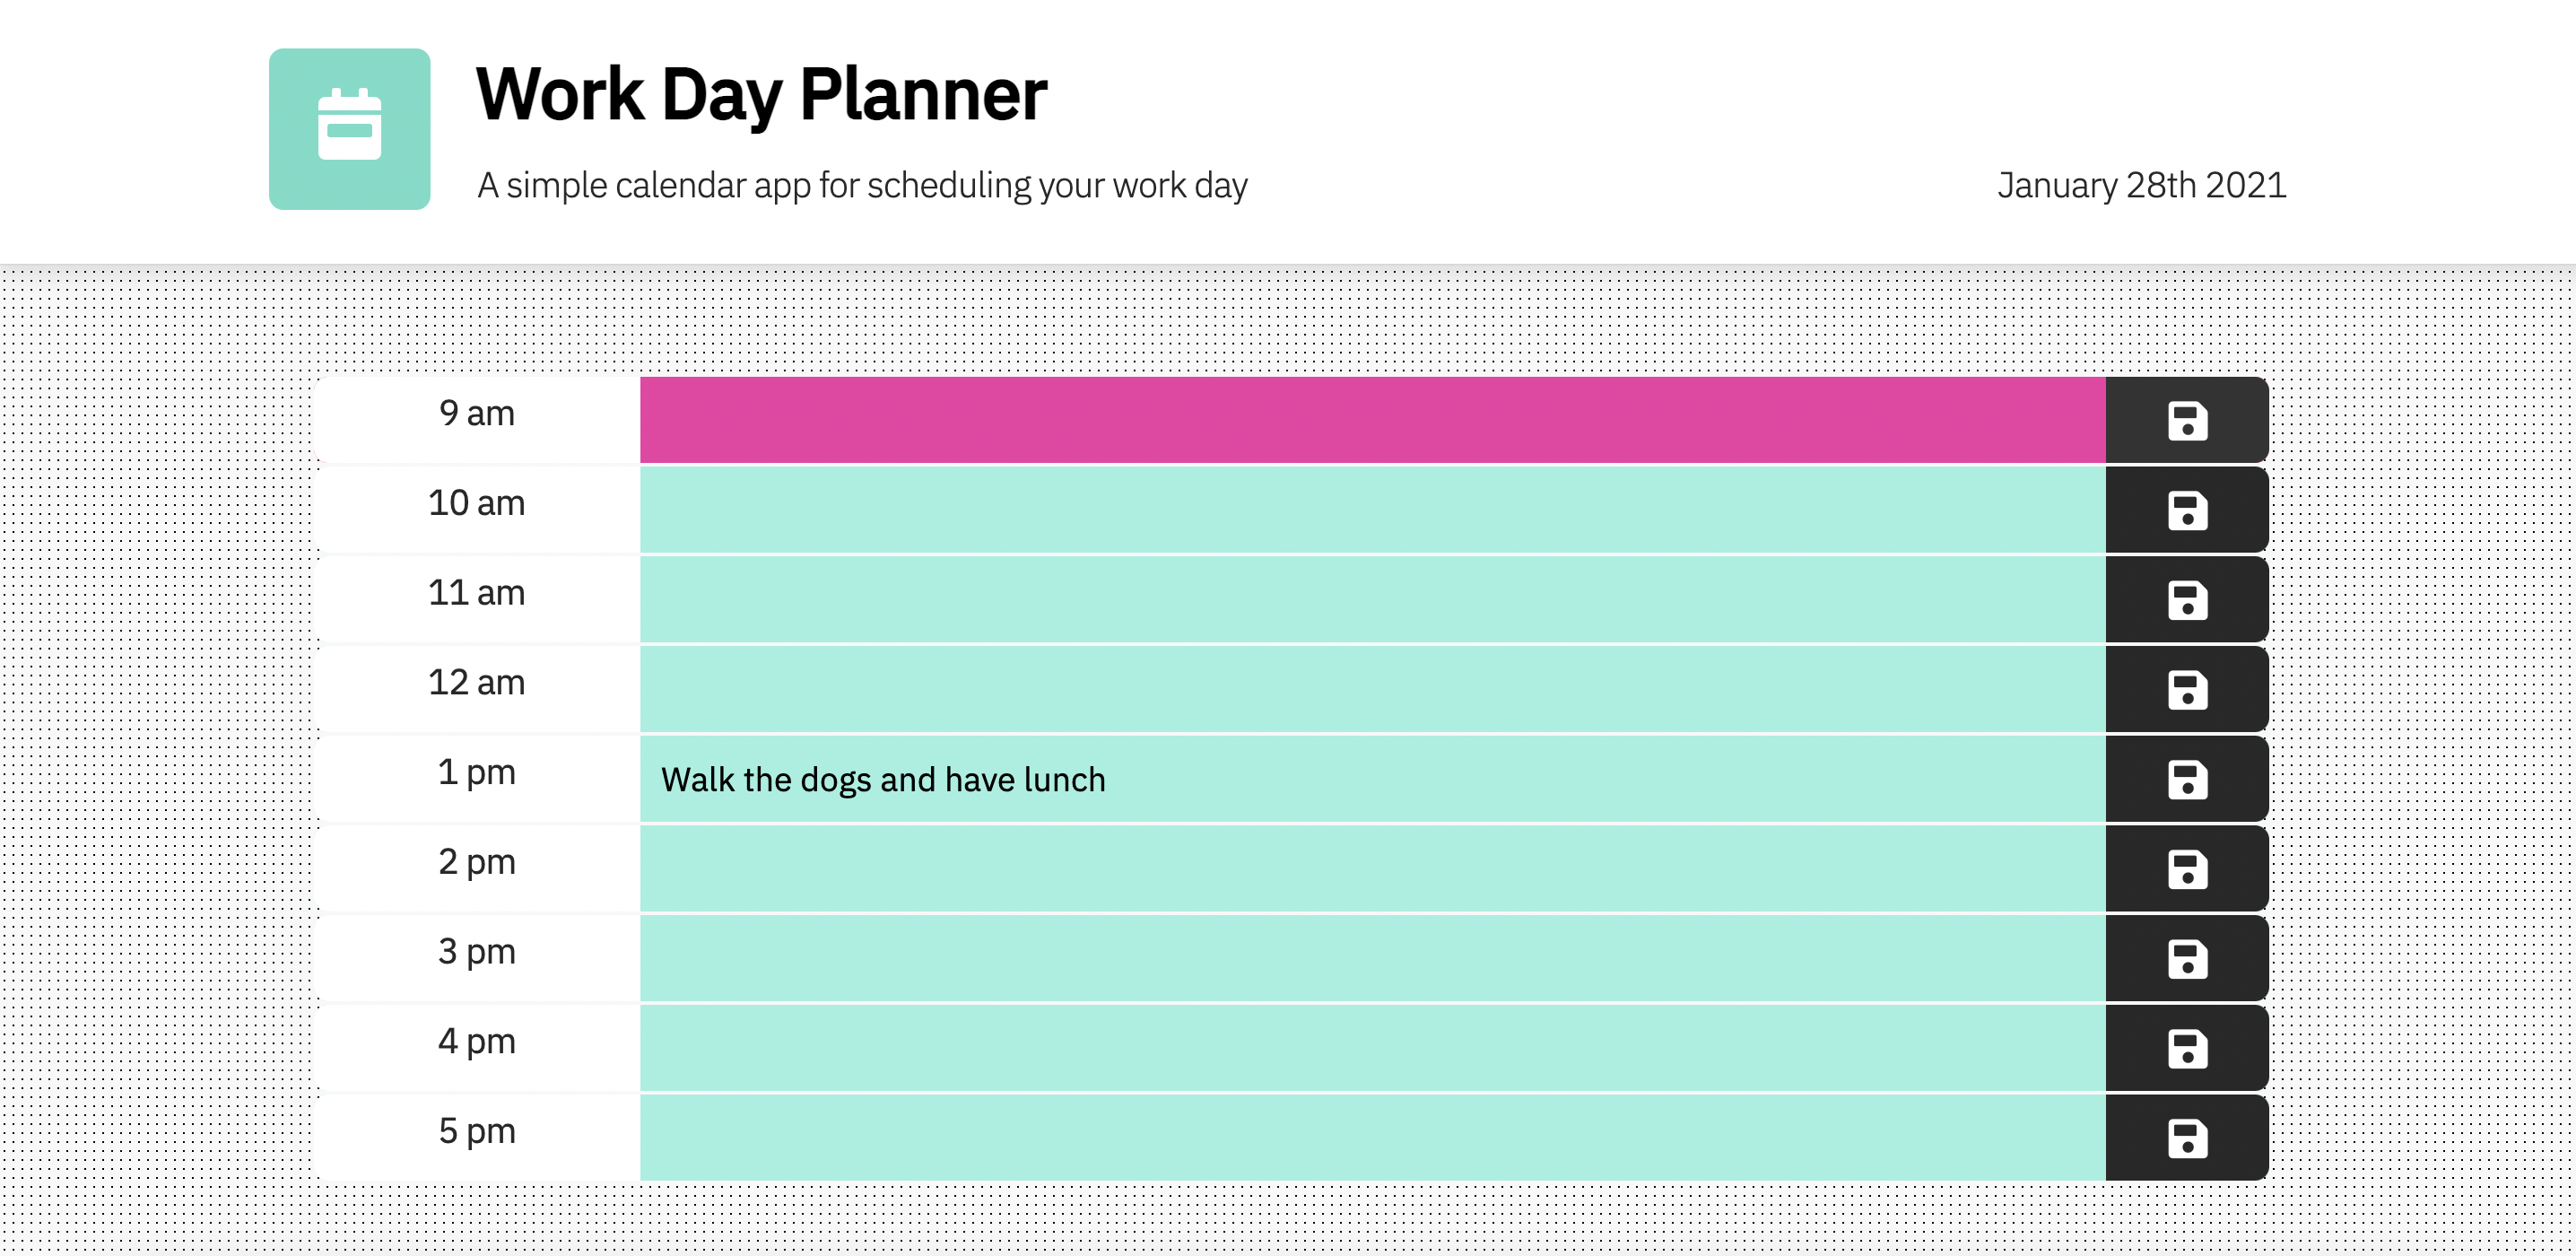 Work Day Planner
A simple calendar app for scheduling your work day
January 28th 2021
9 am
10 am
11 am
12 am
1 pm
Walk the dogs and have lunch
2 pm
3 pm
4 pm
5 pm